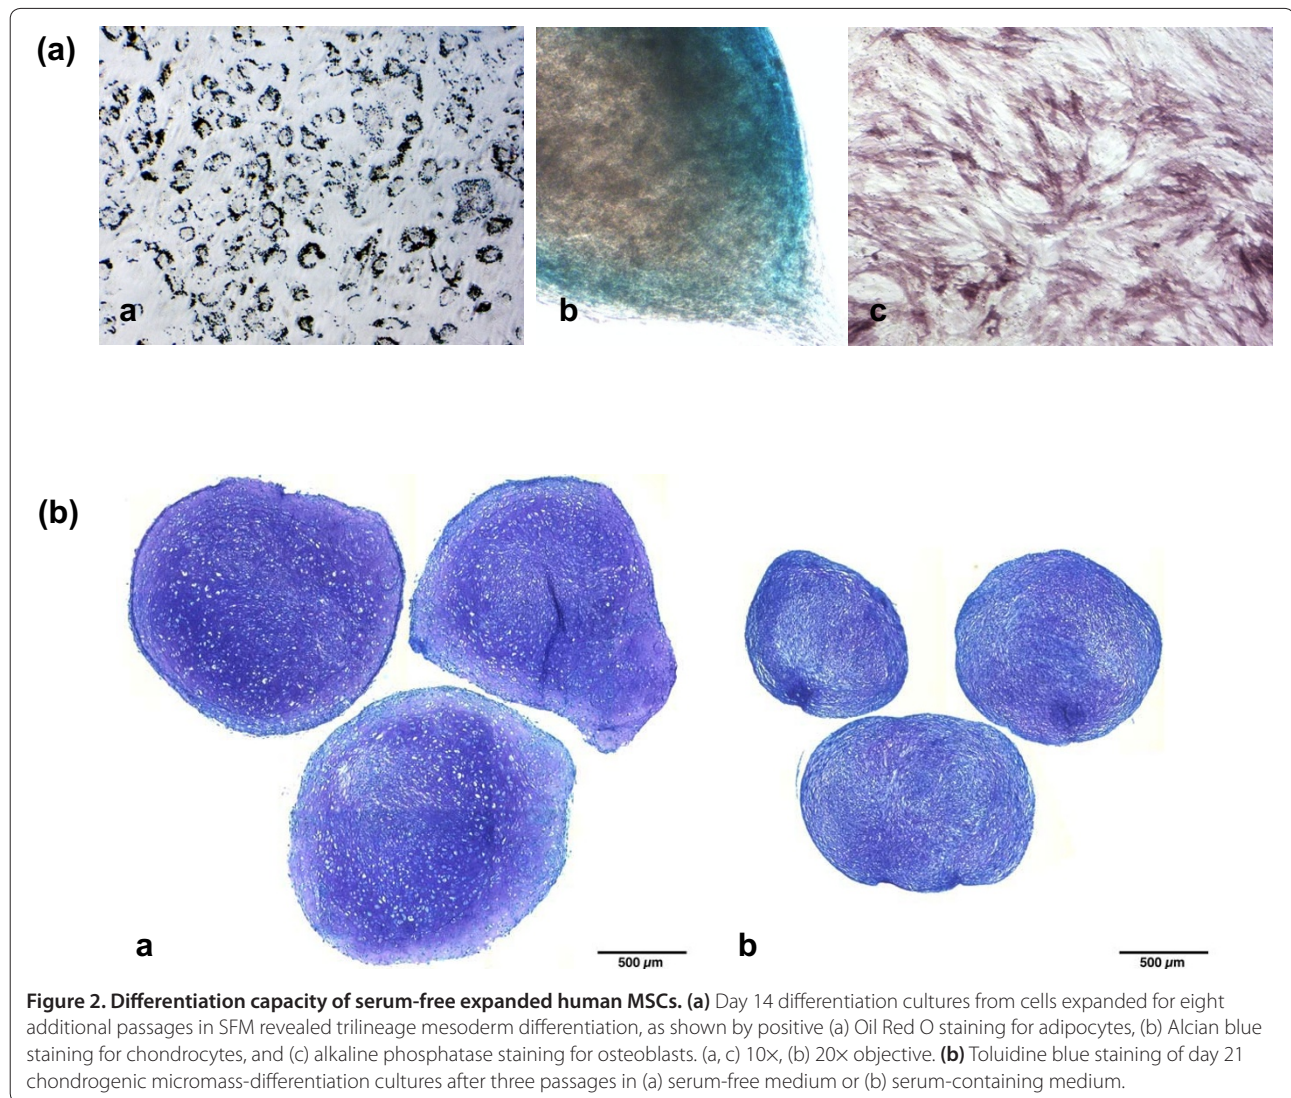 (a)
a
b
c
(b)
a
500 µm
b
500 µm
Figure 2. Differentiation capacity of serum-free expanded human MSCs. (a) Day 14 differentiation cultures from cells expanded for eight
additional passages in SFM revealed trilineage mesoderm differentiation, as shown by positive (a) Oil Red O staining for adipocytes, (b) Alcian blue
staining for chondrocytes, and (c) alkaline phosphatase staining for osteoblasts. (a, c) 10×, (b) 20× objective. (b) Toluidine blue staining of day 21
chondrogenic micromass-differentiation cultures after three passages in (a) serum-free medium or (b) serum-containing medium.